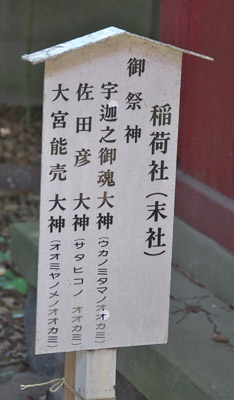 稲荷社(末社)
御祭神
宇迦之御魂大神(ウカノミタマノオオカミ)
佐田彦 大神(サタヒコノ オオカミ)
大宮能売 大神(オオミヤノメノオオカミ)